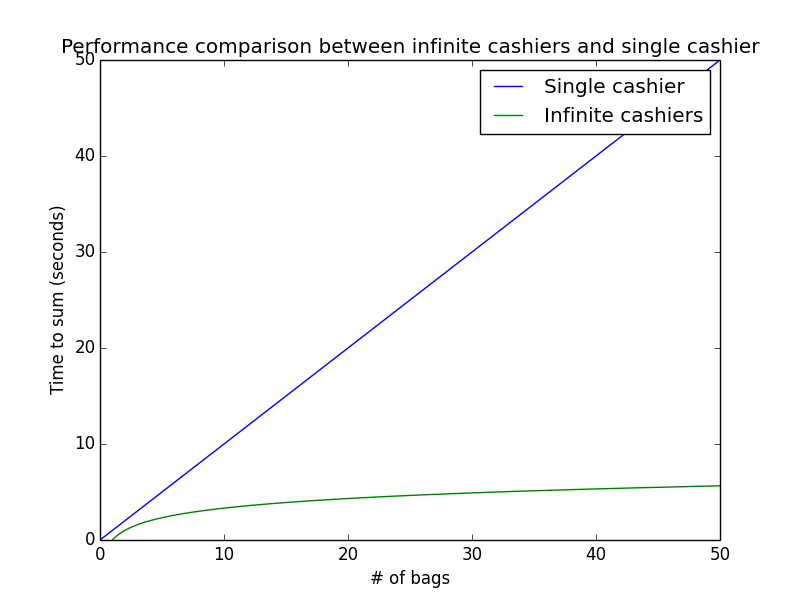 Performance comparison between infinite cashiers and single cashier
Single cashier
Infinite cashiers
Time to sum (seconds)
50
40
30
20
10
0
0 10 20 30 40 50
# of bags